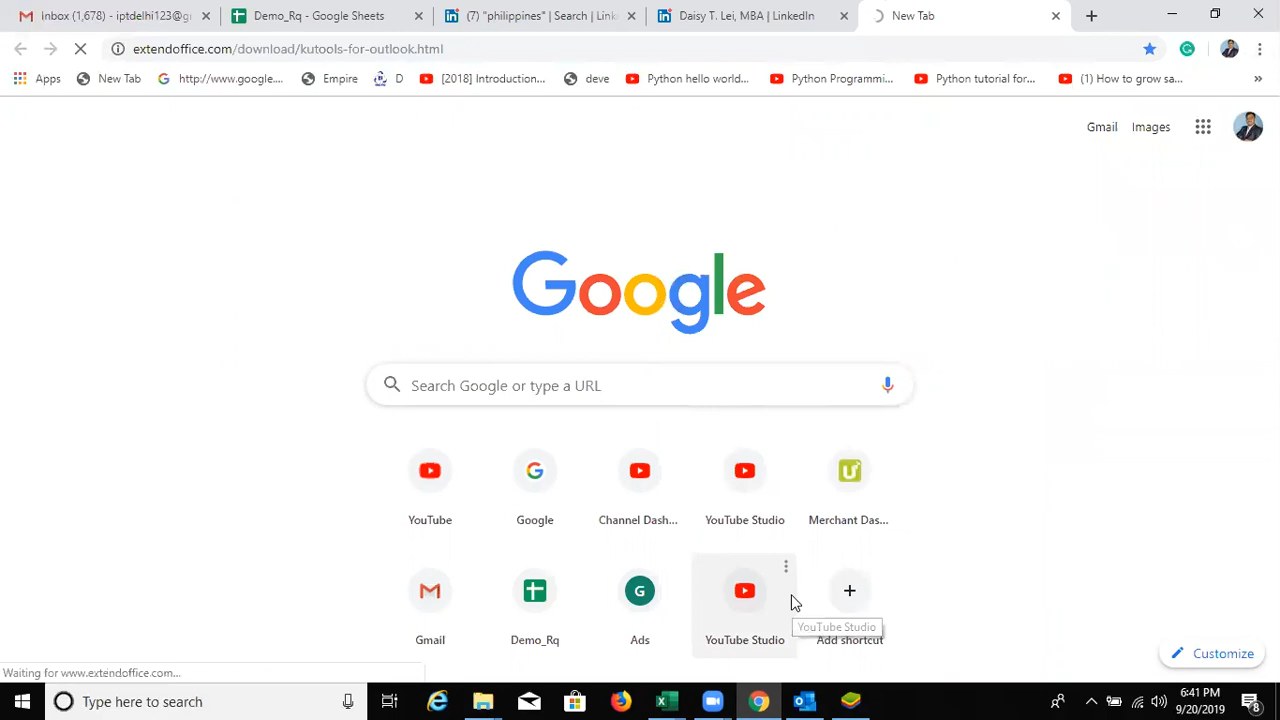 inbox (1,678) - iptdelhi123@gm
Demo_Rq - Google Sheets
(7) "philippines" | Search | Link
Daisy T. Lei, MBA | LinkedIn
New Tab
extendoffice.com/download/kutools-for-outlook.html
Apps
New Tab
http://www.google....
Empire
D
[2018] Introduction...
deve
Python hello world...
Python Programmi...
Python tutorial for...
(1) How to grow sa...
»
Gmail Images
Google
Search Google or type a URL
YouTube
Google
Channel Dash...
YouTube Studio
Merchant Das...
G
Gmail
Demo_Rq
Ads
YouTube Studio
Add shortcut
YouTube Studio
Customize
Waiting for www.extendoffice.com...
Type here to search
6:41 PM
9/20/2019
8